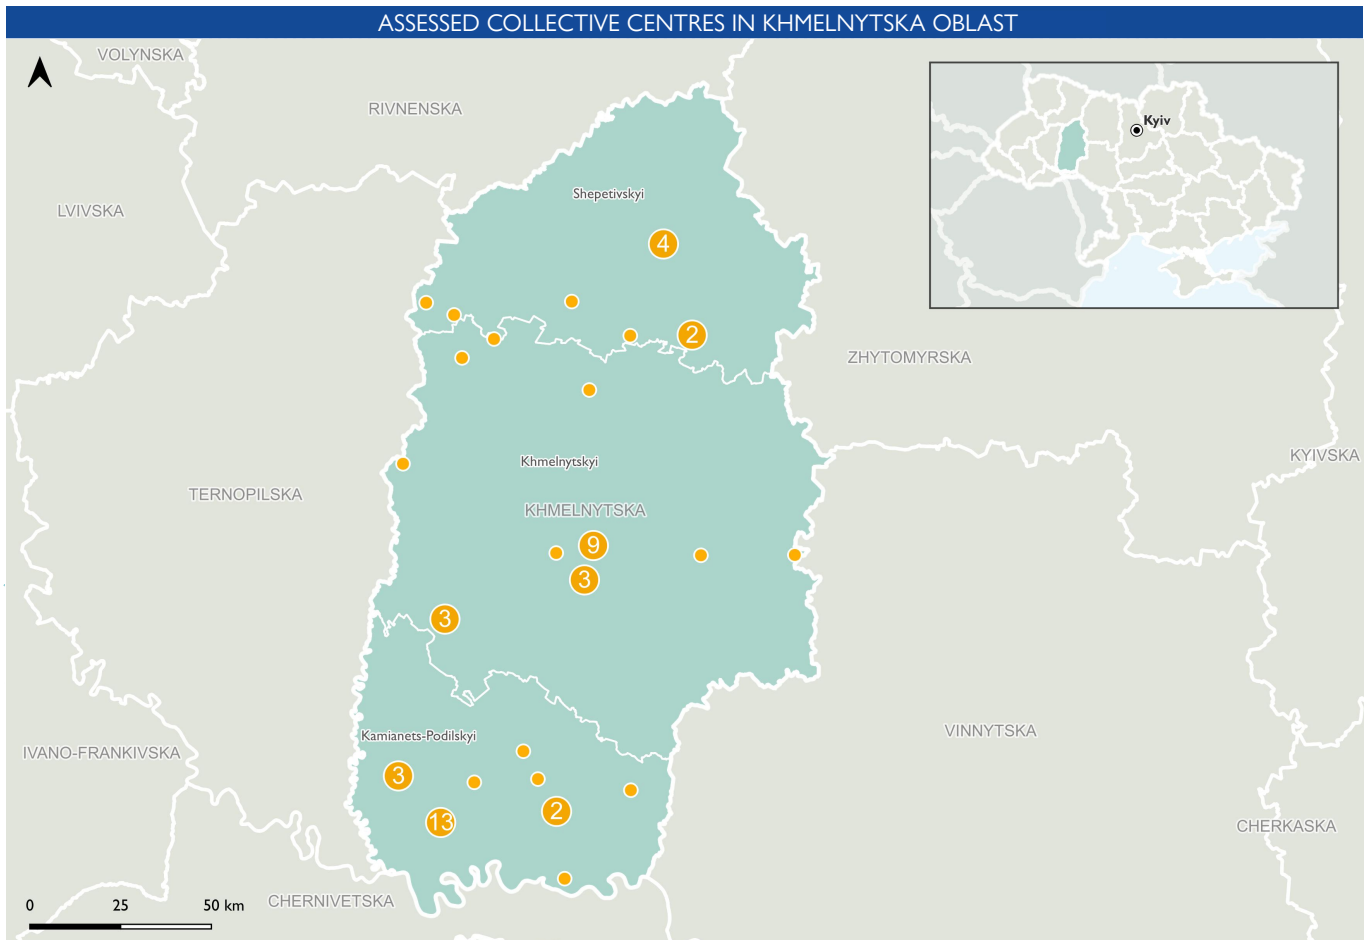 ASSESSED COLLECTIVE CENTRES IN KHMELNYTSKA OBLAST
VOLYNSKA
RIVNENSKA
Kyiv
Shepetivskyi
LVIVSKA
4
2
ZHYTOMYRSKA
KYIVSKA
Khmelnytskyi
TERNOPILSKA
KHMELNYTSKA
9
3
3
VINNYTSKA
Kamianets-Podilskyi
IVANO-FRANKIVSKA
3
2
13
CHERKASKA
CHERNIVETSKA
0 25 50 km